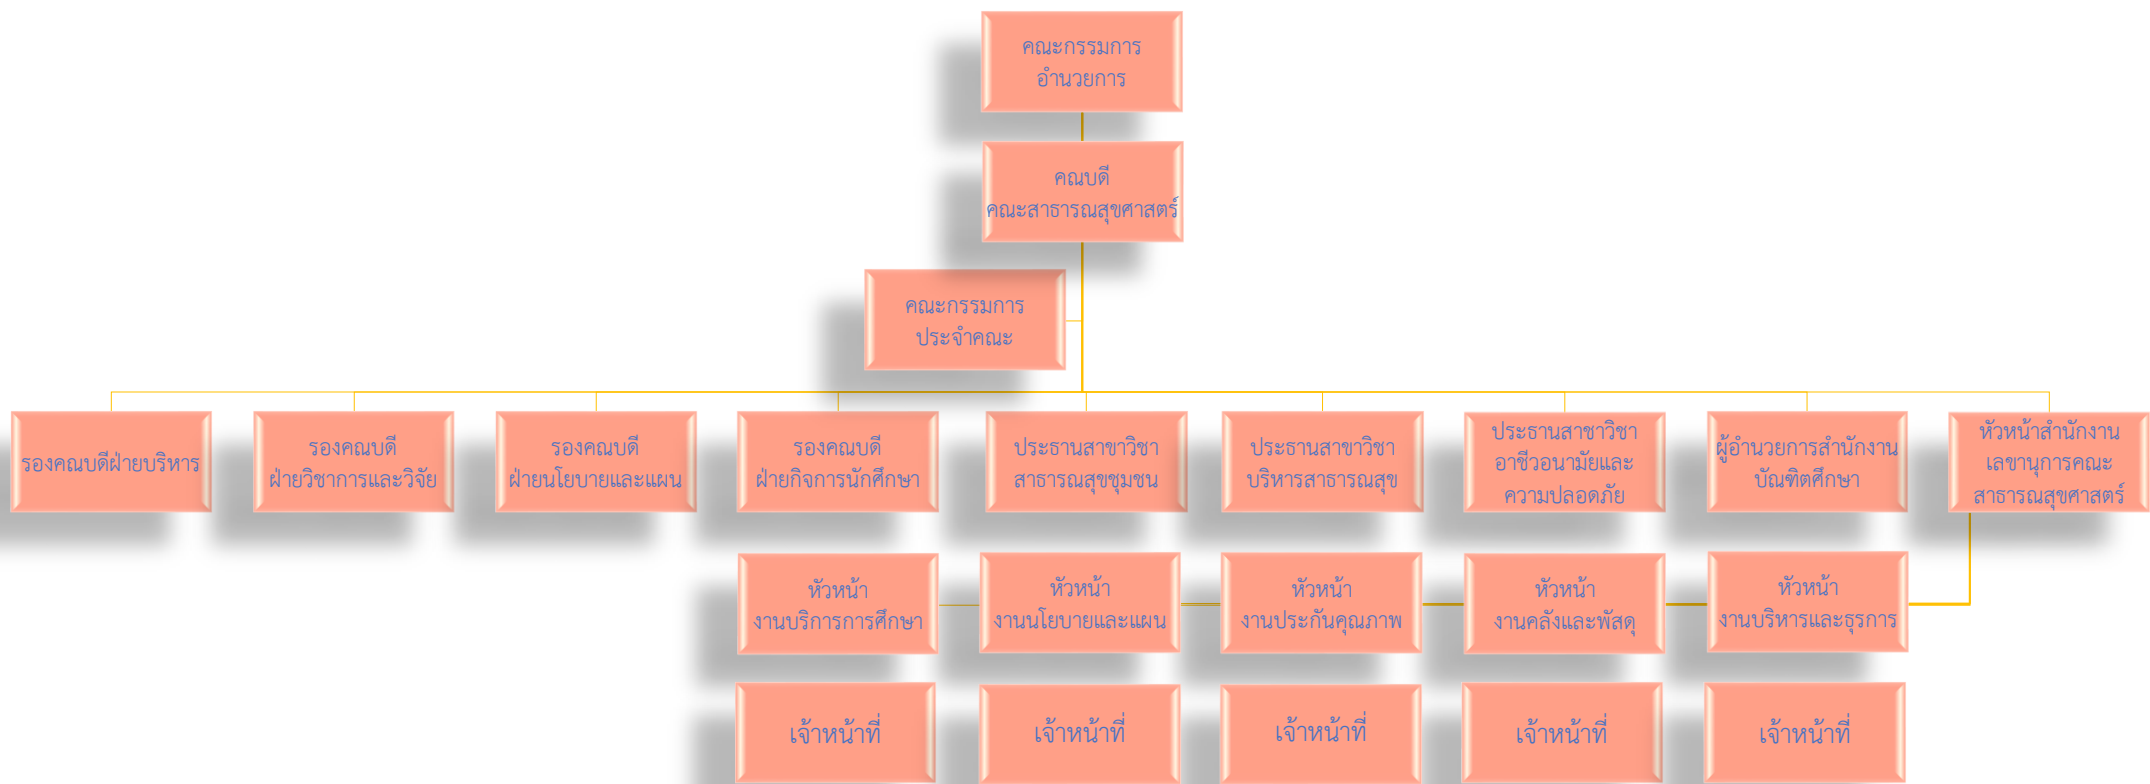 คณะกรรมการ
อำนวยการ
คณบดี
คณะสาธารณสุขศาสตร์
คณะกรรมการ
ประจำคณะ
รองคณบดีฝ่ายบริหาร
รองคณบดี
ฝ่ายวิชาการและวิจัย
รองคณบดี
ฝ่ายนโยบายและแผน
รองคณบดี
ฝ่ายกิจการนักศึกษา
ประธานสาขาวิชา
สาธารณสุขชุมชน
ประธานสาขาวิชา
บริหารสาธารณสุข
ประธานสาชาวิชา
อาชีวอนามัยและ
ความปลอดภัย
ผู้อำนวยการสำนักงาน
บัณฑิตศึกษา
หัวหน้าสำนักงาน
เลขานุการคณะ
สาธารณสุขศาสตร์
หัวหน้า
งานบริการการศึกษา
หัวหน้า
งานนโยบายและแผน
หัวหน้า
งานประกันคุณภาพ
หัวหน้า
งานคลังและพัสดุ
หัวหน้า
งานบริหารและธุรการ
เจ้าหน้าที่
เจ้าหน้าที่
เจ้าหน้าที่
เจ้าหน้าที่
เจ้าหน้าที่